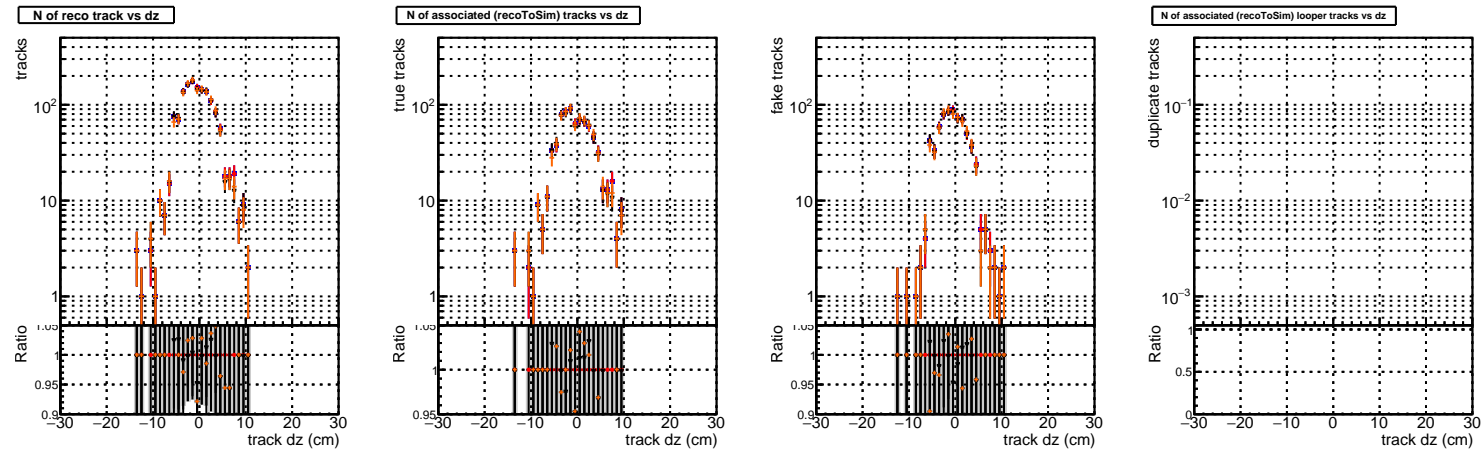 N of reco track vs dz
tracks
10²
10
1
Ratio
1.05
1
0.95
0.9
−30 −20 −10 0 10 20 30
track dz (cm)
N of associated (recoToSim) tracks vs dz
true tracks
10²
10
1
Ratio
1.05
1
0.95
−30 −20 −10 0 10 20 30
track dz (cm)
fake tracks
10²
10
1
Ratio
1.05
1
0.95
0.9
−30 −20 −10 0 10 20 30
track dz (cm)
N of associated (recoToSim) looper tracks vs dz
duplicate tracks
10⁻¹
10⁻²
10⁻³
Ratio
1
0.5
0
−30 −20 −10 0 10 20 30
track dz (cm)